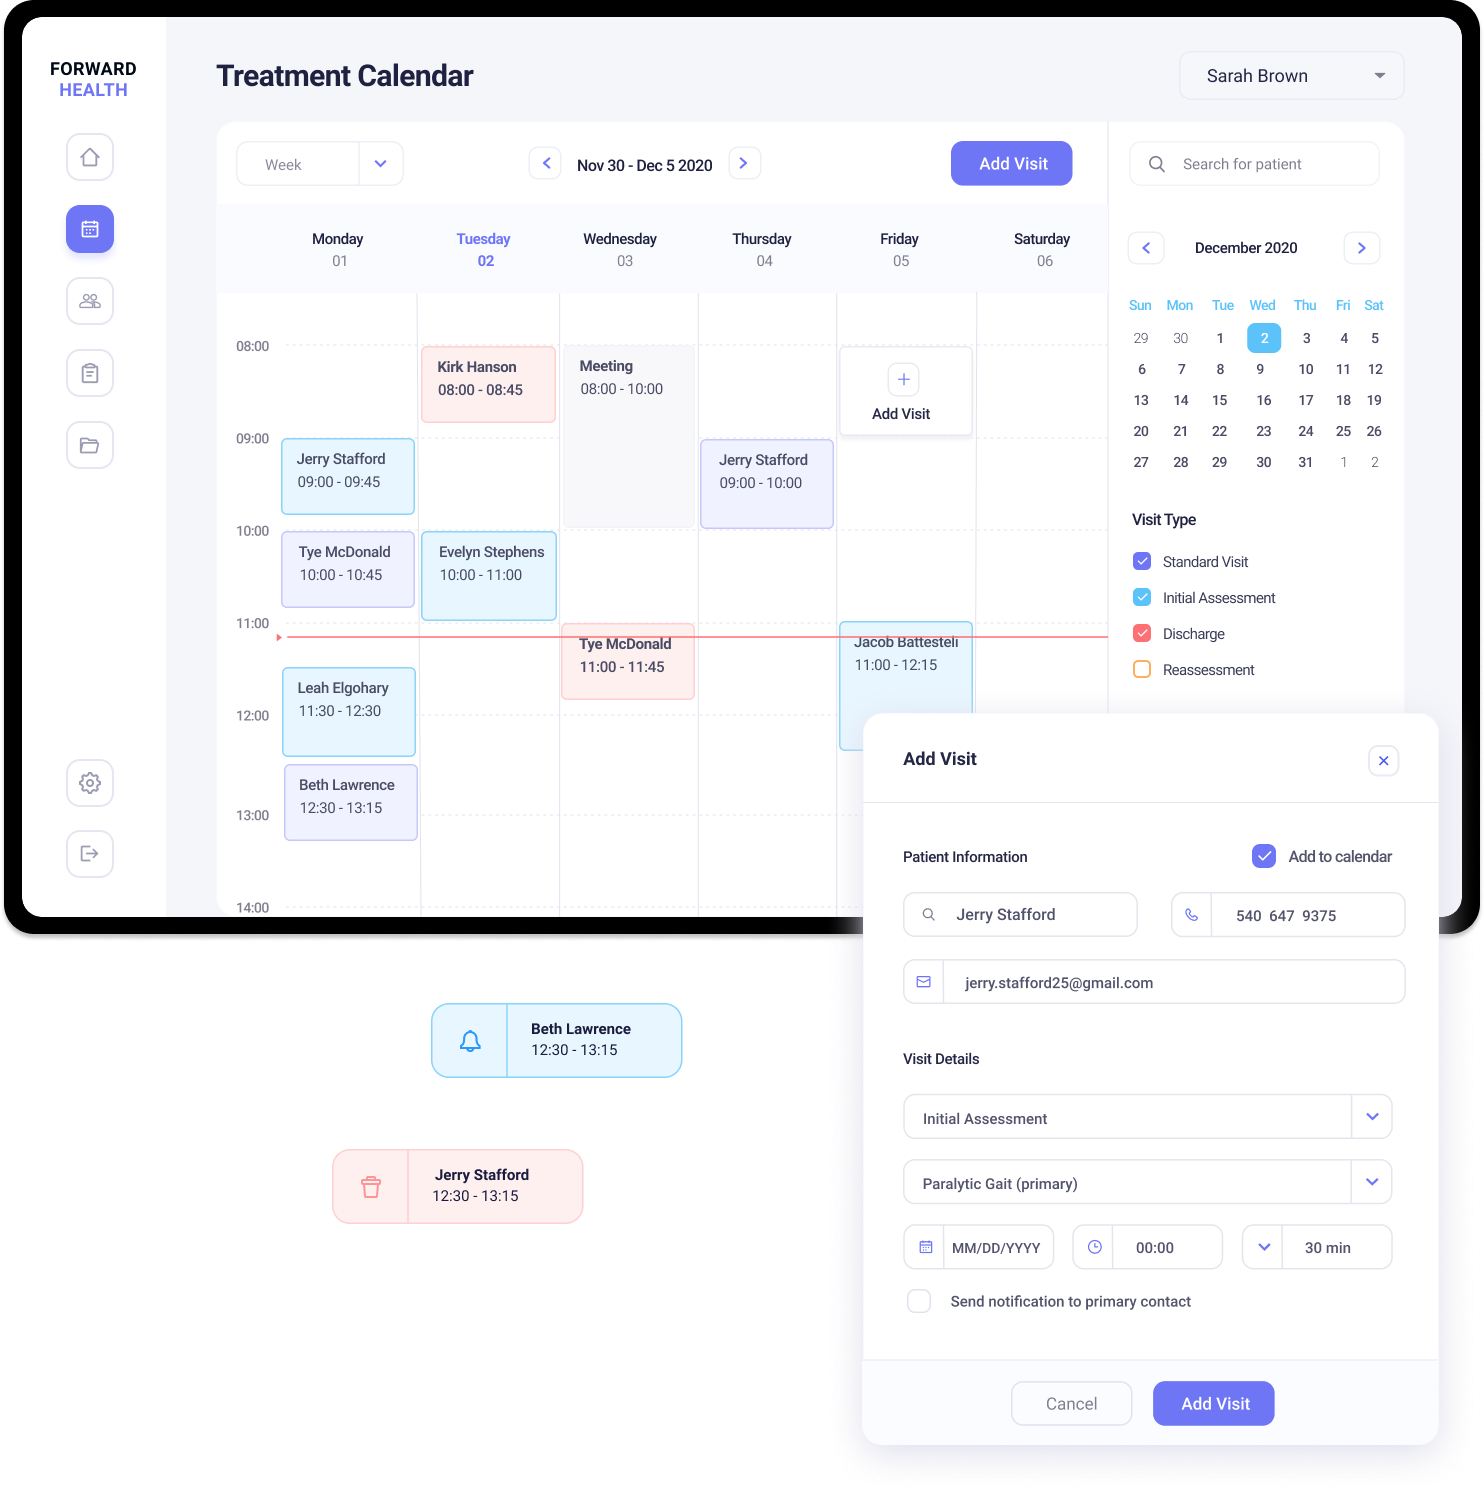 FORWARD
HEALTH
Treatment Calendar
Sarah Brown
Week
Nov 30 - Dec 5 2020
Add Visit
Search for patient
Monday Tuesday Wednesday Thursday Friday Saturday
01 02 03 04 05 06
08:00
09:00
10:00
11:00
12:00
13:00
14:00
Jerry Stafford
09:00 - 09:45
Tye McDonald
10:00 - 10:45
Leah Elgohary
11:30 - 12:30
Beth Lawrence
12:30 - 13:15
Kirk Hanson
08:00 - 08:45
Evelyn Stephens
10:00 - 11:00
Meeting
08:00 - 10:00
Tye McDonald
11:00 - 11:45
Jerry Stafford
09:00 - 10:00
Add Visit
Jacob Battesteli
11:00 - 12:15
December 2020
Sun Mon Tue Wed Thu Fri Sat
29 30 1 2 3 4 5
6 7 8 9 10 11 12
13 14 15 16 17 18 19
20 21 22 23 24 25 26
27 28 29 30 31 1 2
Visit Type
Standard Visit
Initial Assessment
Discharge
Reassessment
Add Visit
Patient Information
Add to calendar
Jerry Stafford
540 647 9375
jerry.stafford25@gmail.com
Visit Details
Initial Assessment
Paralytic Gait (primary)
MM/DD/YYYY
00:00
30 min
Send notification to primary contact
Cancel
Add Visit
Beth Lawrence
12:30 - 13:15
Jerry Stafford
12:30 - 13:15